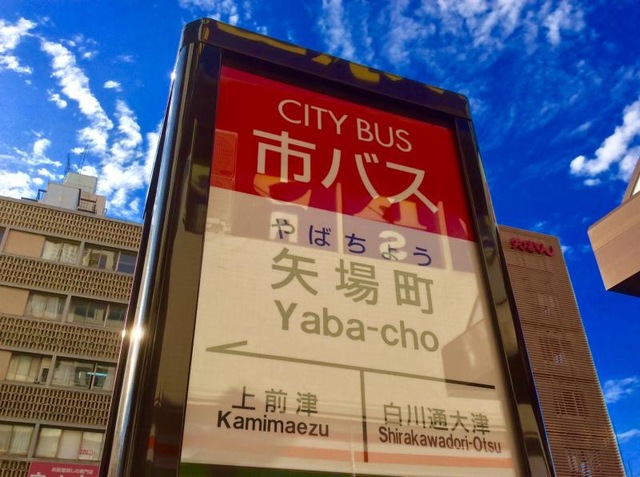 CITY BUS
市バス
やばちょう
矢場町
Yaba-cho
上前津
Kamimaezu
白川通大津
Shirakawadori-Otsu